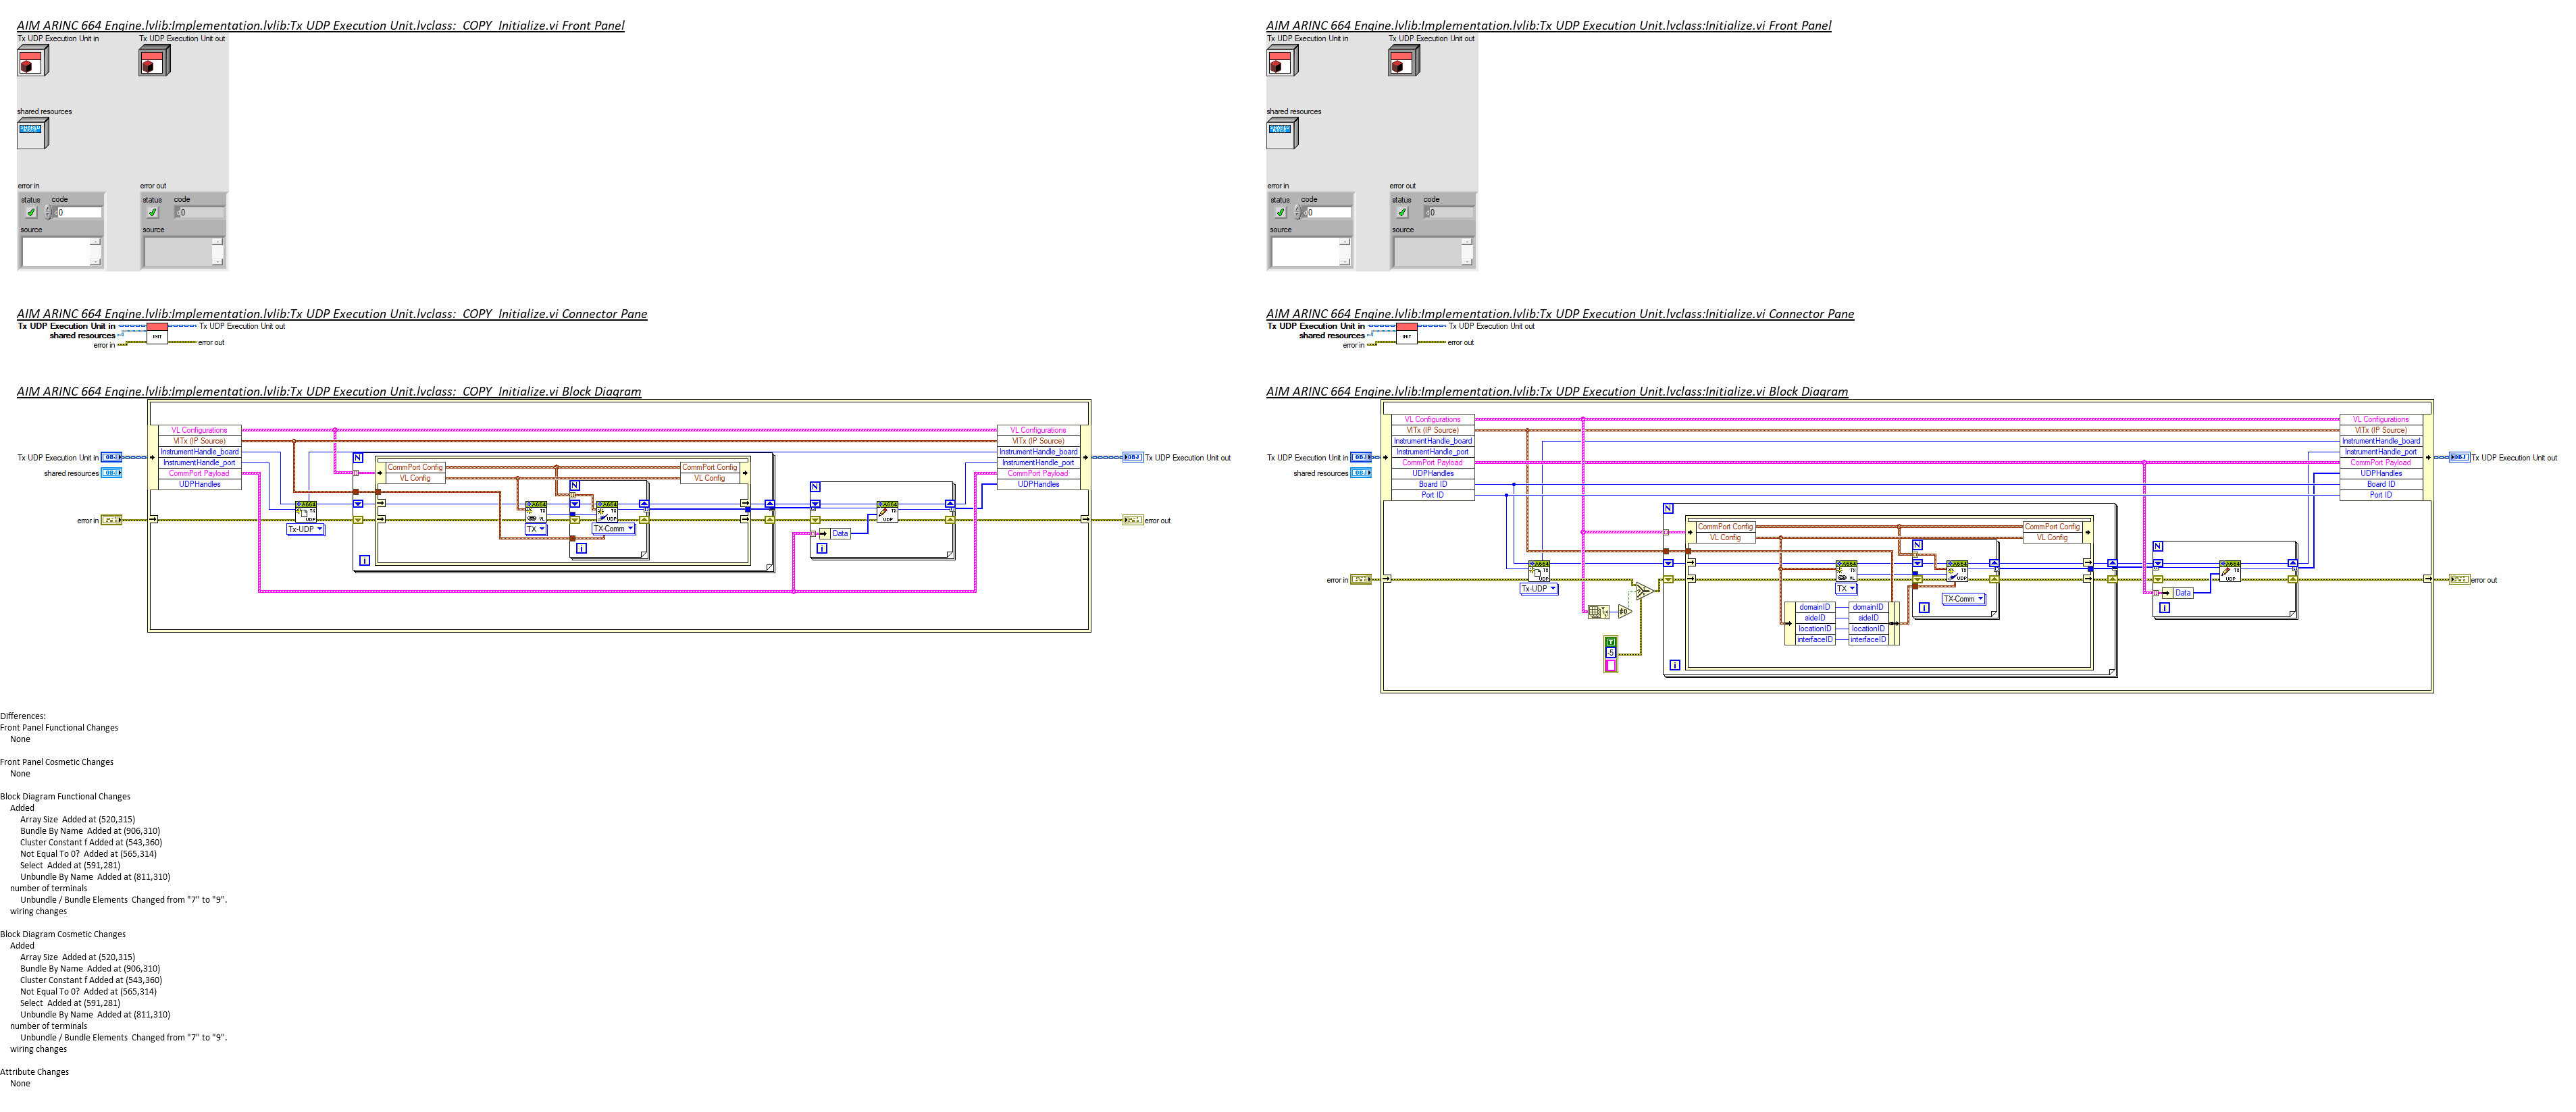 AIM ARINC 664 Engine.lvlib:Implementation.lvlib:Tx UDP Execution Unit.lvclass:_COPY_Initialize.vi Front Panel
Tx UDP Execution Unit in
Tx UDP Execution Unit out
shared resources
error in
error out
status
code
status
code
0
0
source
source
AIM ARINC 664 Engine.lvlib:Implementation.lvlib:Tx UDP Execution Unit.lvclass:_COPY_Initialize.vi Connector Pane
Tx UDP Execution Unit in
Tx UDP Execution Unit out
shared resources
INIT
error in
error out
AIM ARINC 664 Engine.lvlib:Implementation.lvlib:Tx UDP Execution Unit.lvclass:_COPY_Initialize.vi Block Diagram
VL Configurations
VITx (IP Source)
InstrumentHandle_board
InstrumentHandle_port
CommPort Payload
UDPHandles
Tx UDP Execution Unit in
shared resources
error in
Tx-UDP
CommPort Config
VL Config
CommPort Config
VL Config
TX
TX-Comm
Data
VL Configurations
VITx (IP Source)
InstrumentHandle_board
InstrumentHandle_port
CommPort Payload
UDPHandles
Tx UDP Execution Unit out
error out
Differences:
Front Panel Functional Changes
None
Front Panel Cosmetic Changes
None
Block Diagram Functional Changes
Added
Array Size  Added at (520,315)
Bundle By Name  Added at (906,310)
Cluster Constant f Added at (543,360)
Not Equal To 0?  Added at (565,314)
Select  Added at (591,281)
Unbundle By Name  Added at (811,310)
number of terminals
Unbundle / Bundle Elements  Changed from "7" to "9".
wiring changes
Block Diagram Cosmetic Changes
Added
Array Size  Added at (520,315)
Bundle By Name  Added at (906,310)
Cluster Constant f Added at (543,360)
Not Equal To 0?  Added at (565,314)
Select  Added at (591,281)
Unbundle By Name  Added at (811,310)
number of terminals
Unbundle / Bundle Elements  Changed from "7" to "9".
wiring changes
Attribute Changes
None
AIM ARINC 664 Engine.lvlib:Implementation.lvlib:Tx UDP Execution Unit.lvclass:Initialize.vi Front Panel
Tx UDP Execution Unit in
Tx UDP Execution Unit out
shared resources
error in
error out
status
code
status
code
0
0
source
source
AIM ARINC 664 Engine.lvlib:Implementation.lvlib:Tx UDP Execution Unit.lvclass:Initialize.vi Connector Pane
Tx UDP Execution Unit in
Tx UDP Execution Unit out
shared resources
INIT
error in
error out
AIM ARINC 664 Engine.lvlib:Implementation.lvlib:Tx UDP Execution Unit.lvclass:Initialize.vi Block Diagram
VL Configurations
VITx (IP Source)
InstrumentHandle_board
InstrumentHandle_port
CommPort Payload
UDPHandles
Board ID
Port ID
Tx UDP Execution Unit in
shared resources
error in
Tx-UDP
-5
CommPort Config
VL Config
CommPort Config
VL Config
TX
TX-Comm
domainID
sideID
locationID
interfaceID
domainID
sideID
locationID
interfaceID
Data
VL Configurations
VITx (IP Source)
InstrumentHandle_board
InstrumentHandle_port
CommPort Payload
UDPHandles
Board ID
Port ID
Tx UDP Execution Unit out
error out